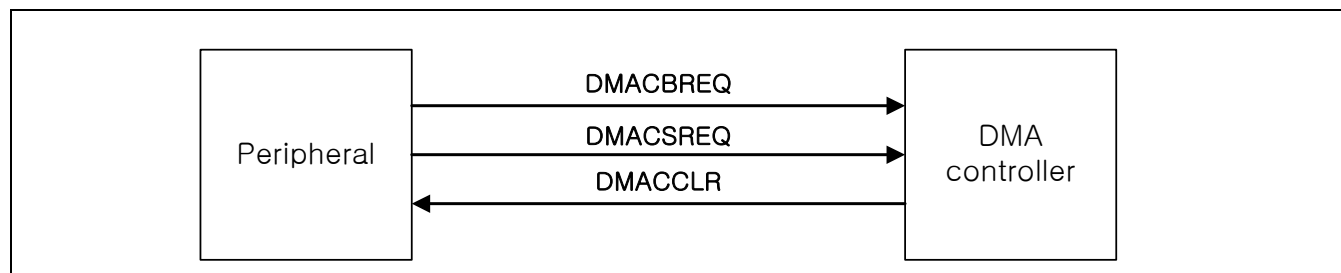 DMACBREQ
DMACSREQ
DMACCLR
Peripheral
DMA
controller